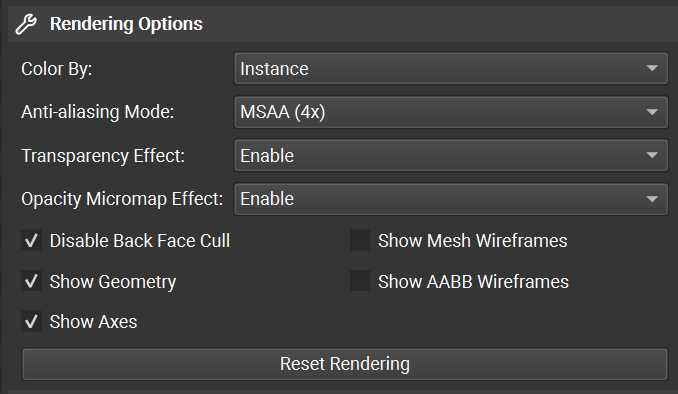 Rendering Options
Color By: Instance
Anti-aliasing Mode: MSAA (4x)
Transparency Effect: Enable
Opacity Micromap Effect: Enable
Disable Back Face Cull Show Mesh Wireframes
Show Geometry Show AABB Wireframes
Show Axes
Reset Rendering